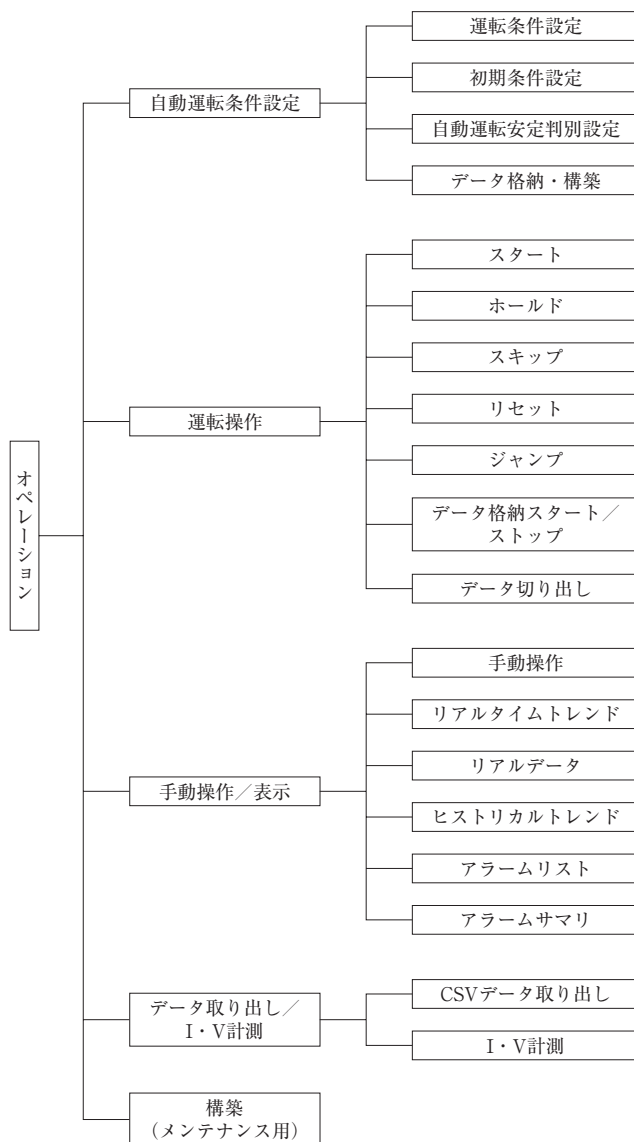 オペレーション
自動運転条件設定
運転条件設定
初期条件設定
自動運転安定判別設定
データ格納・構築
運転操作
スタート
ホールド
スキップ
リセット
ジャンプ
データ格納スタート／
ストップ
データ切り出し
手動操作／表示
手動操作
リアルタイムトレンド
リアルデータ
ヒストリカルトレンド
アラームリスト
アラームサマリ
データ取り出し／
I・V計測
CSVデータ取り出し
I・V計測
構築
（メンテナンス用）